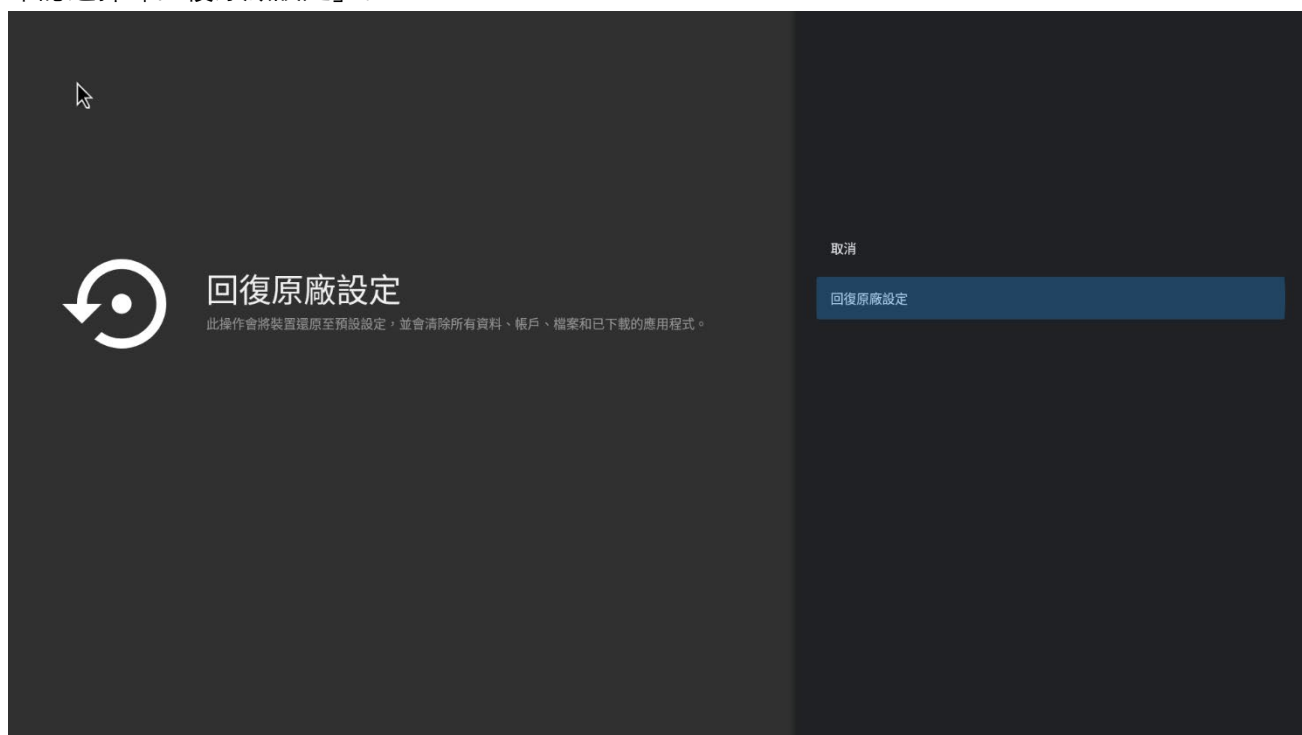 取消
回復原廠設定
此操作會將裝置還原至預設設定，並會清除所有資料、帳戶、檔案和已下載的應用程式。
回復原廠設定